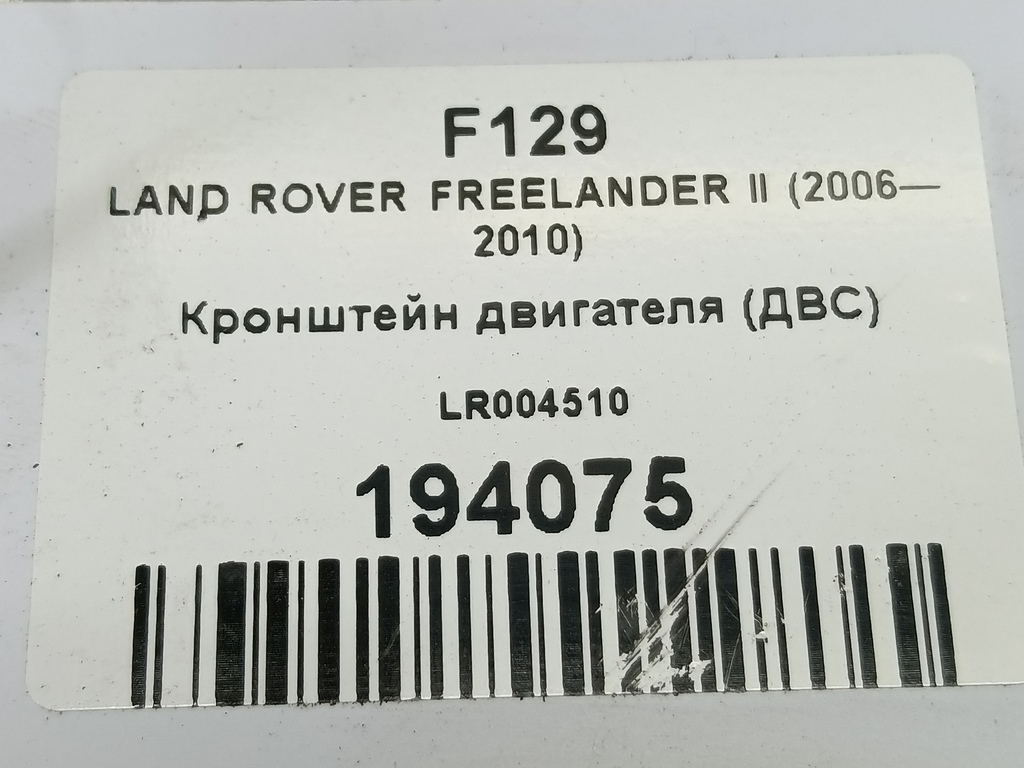 F129
LAND ROVER FREELANDER II (2006—
2010)
Кронштейн двигателя (ДВС)
LR004510
194075